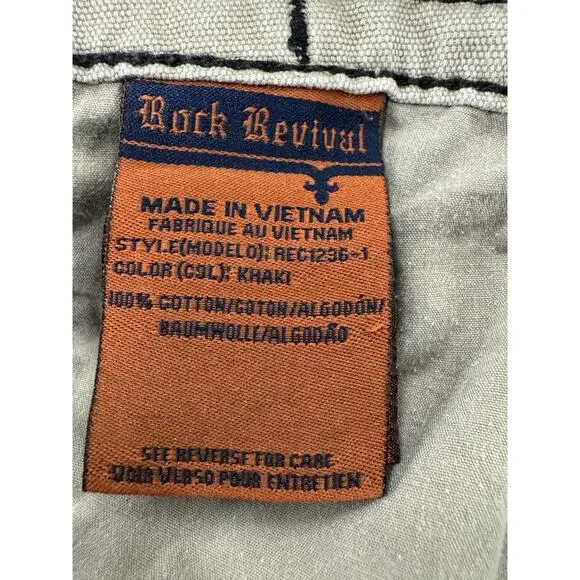 Rock Revival
MADE IN VIETNAM
FABRIQUE AU VIETNAM
STYLE(MODELO): REC1236-1
COLOR (COL): KHAKI
100% COTTON/COTON/ALGODÓN/
BAUMWOLLE/ALGODÃO
SEE REVERSE FOR CARE
VOIR VERSO POUR ENTRETIEN